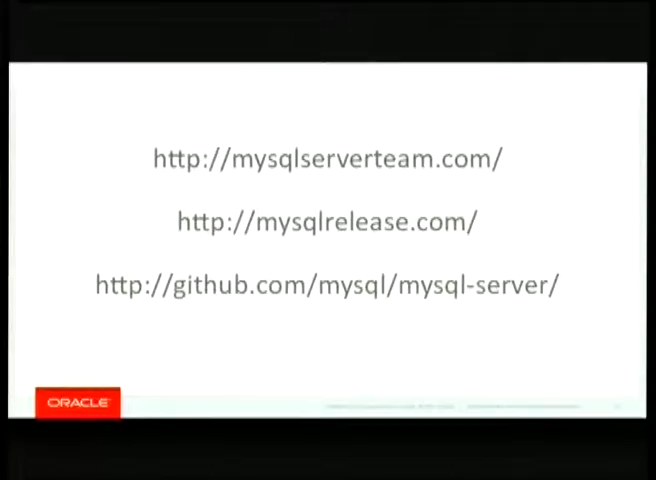 http://mysqlserverteam.com/
http://mysqlrelease.com/
http://github.com/mysql/mysql-server/
ORACLE